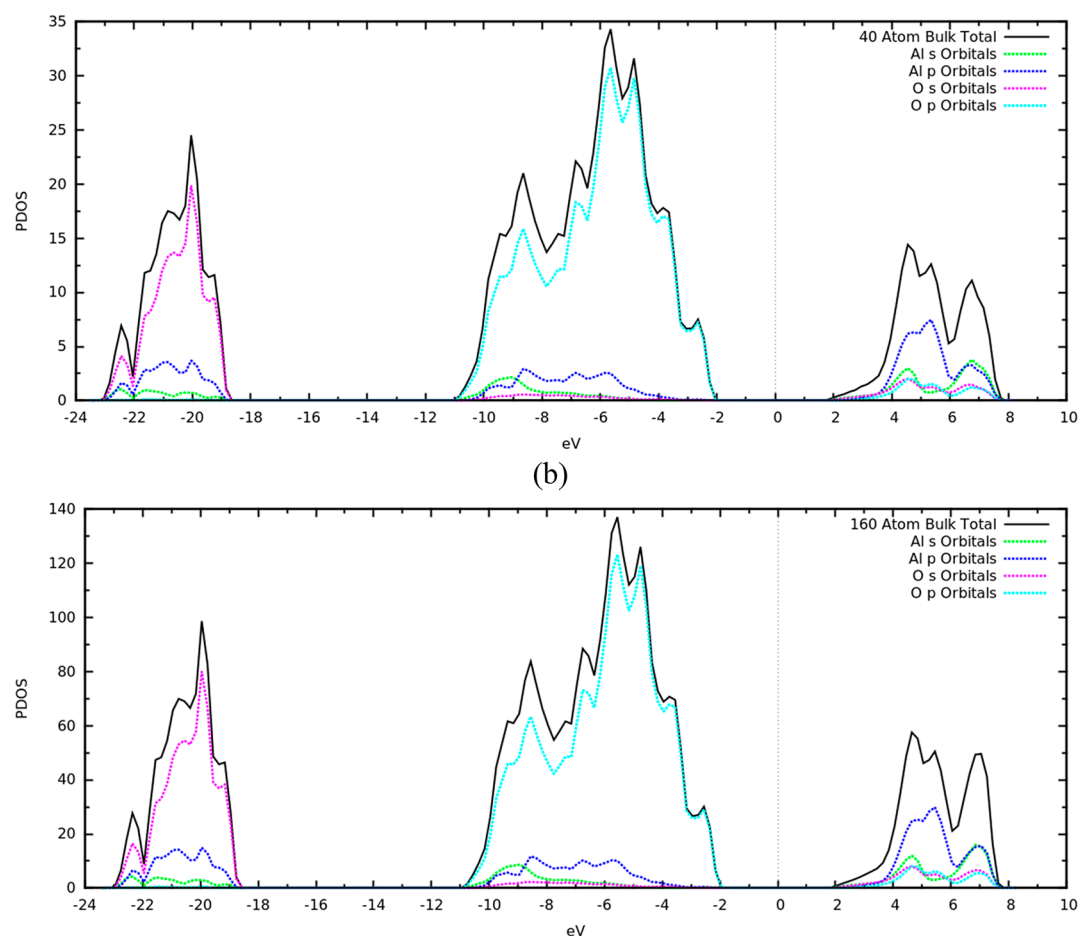 35
30
25
20
15
10
5
0
PDOS
40 Atom Bulk Total
Al s Orbitals
Al p Orbitals
O s Orbitals
O p Orbitals
-24 -22 -20 -18 -16 -14 -12 -10 -8 -6 -4 -2 0 2 4 6 8 10
eV
(b)
140
120
100
80
60
40
20
0
PDOS
160 Atom Bulk Total
Al s Orbitals
Al p Orbitals
O s Orbitals
O p Orbitals
-24 -22 -20 -18 -16 -14 -12 -10 -8 -6 -4 -2 0 2 4 6 8 10
eV